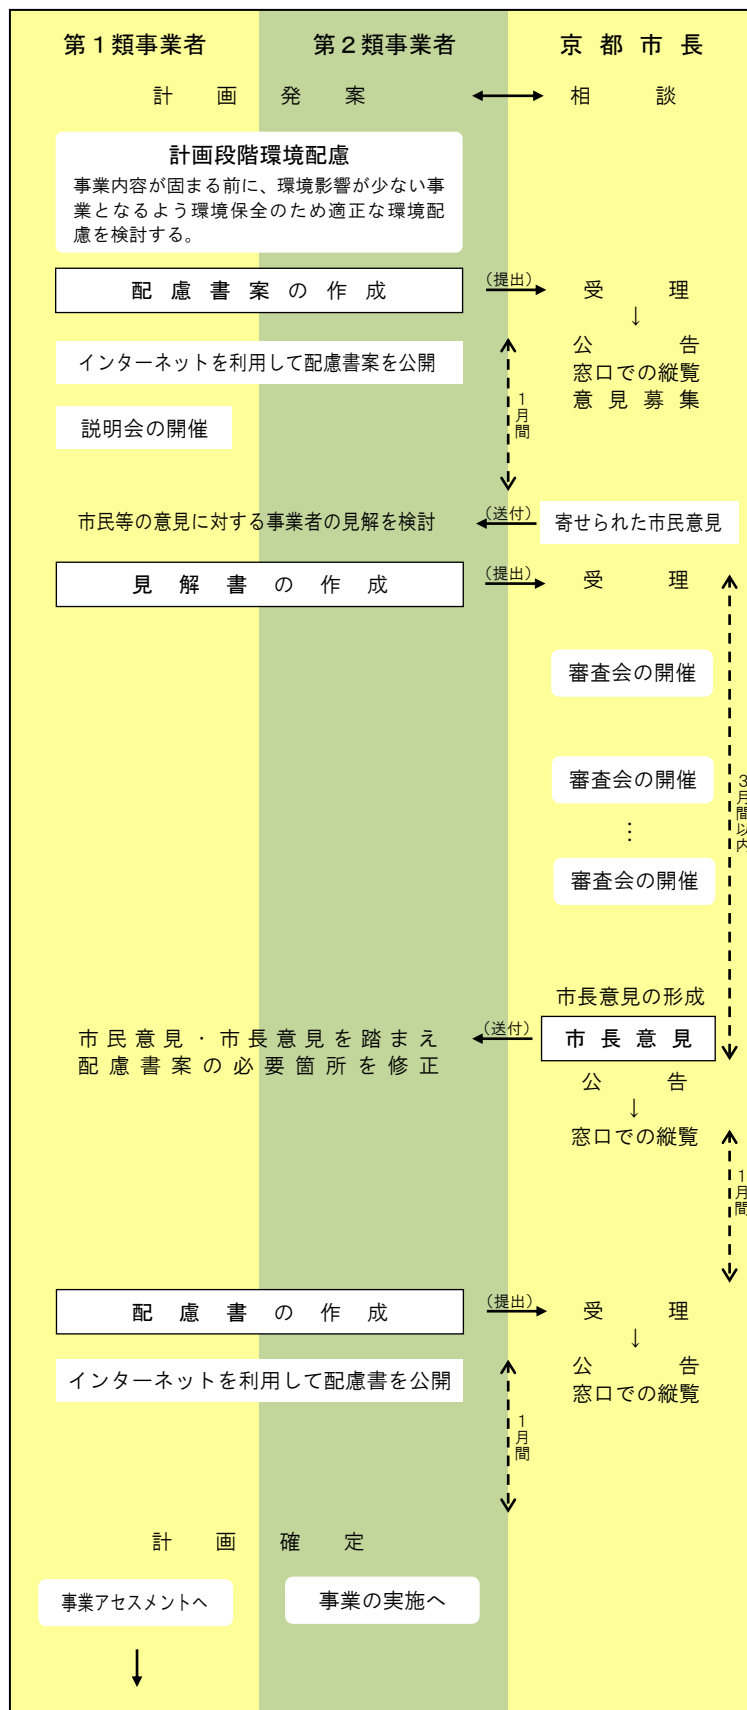 第１類事業者 第２類事業者 京都市長
計画発案 ↔ 相談
計画段階環境配慮
事業内容が固まる前に、環境影響が少ない事
業となるよう環境保全のため適正な環境配
慮を検討する。
配慮書案の作成 （提出） 受理
↓
公告
インターネットを利用して配慮書案を公開
窓口での縦覧
意見募集
1月間
説明会の開催
市民等の意見に対する事業者の見解を検討 （送付） 寄せられた市民意見
見解書の作成 （提出） 受理
審査会の開催
審査会の開催
3月間以内
⋮
審査会の開催
市長意見の形成
市民意見・市長意見を踏まえ （送付） 市長意見
配慮書案の必要箇所を修正
公告
↓
窓口での縦覧
1月間
配慮書の作成 （提出） 受理
↓
公告
インターネットを利用して配慮書を公開
窓口での縦覧
1月間
計画確定
事業アセスメントへ 事業の実施へ